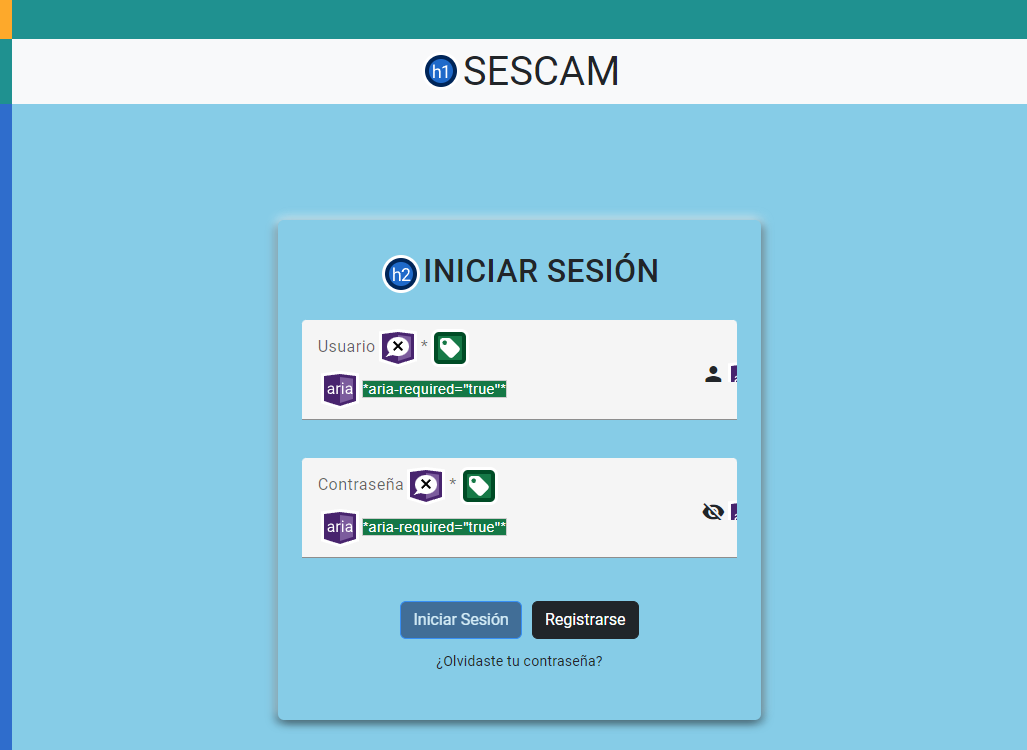 h1 SESCAM
h2 INICIAR SESIÓN
Usuario *
aria *aria-required="true"*
Contraseña *
aria *aria-required="true"*
Iniciar Sesión Registrarse
¿Olvidaste tu contraseña?